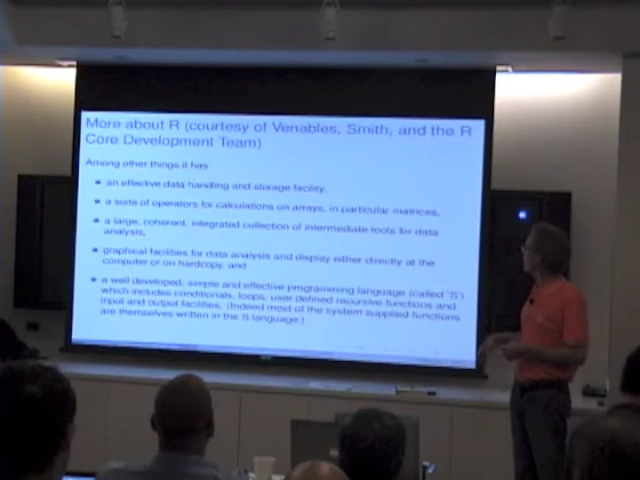 More about R (courtesy of Venables, Smith, and the R
Core Development Team)
Among other things it has
an effective data handling and storage facility,
a suite of operators for calculations on arrays, in particular matrices,
a large, coherent, integrated collection of intermediate tools for data
analysis,
graphical facilities for data analysis and display either directly at the
computer or on hardcopy, and
a well developed, simple and effective programming language (called 'S')
which includes conditionals, loops, user defined recursive functions and
input and output facilities. (Indeed most of the system supplied functions
are themselves written in the S language.)